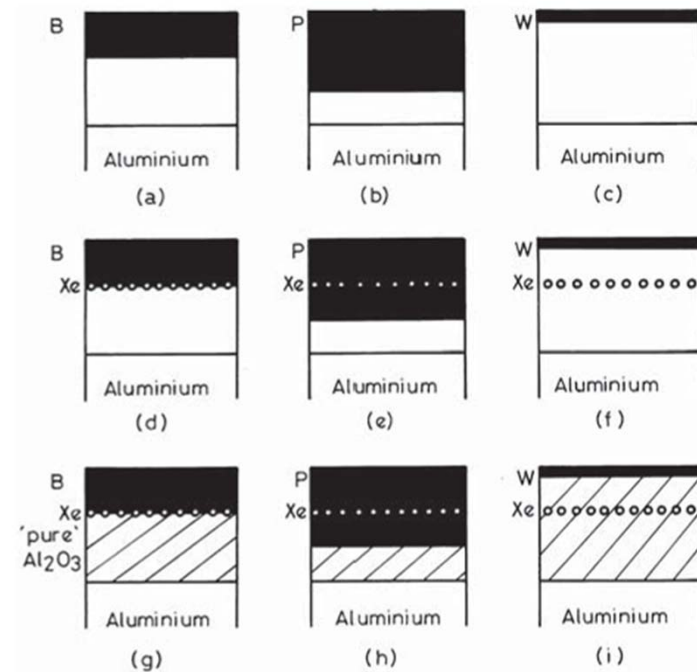 B P W
Aluminium Aluminium Aluminium
(a) (b) (c)
B P W
Xe Xe Xe
Aluminium Aluminium Aluminium
(d) (e) (f)
B P W
Xe Xe Xe
'pure'
Al2O3
Aluminium Aluminium Aluminium
(g) (h) (i)